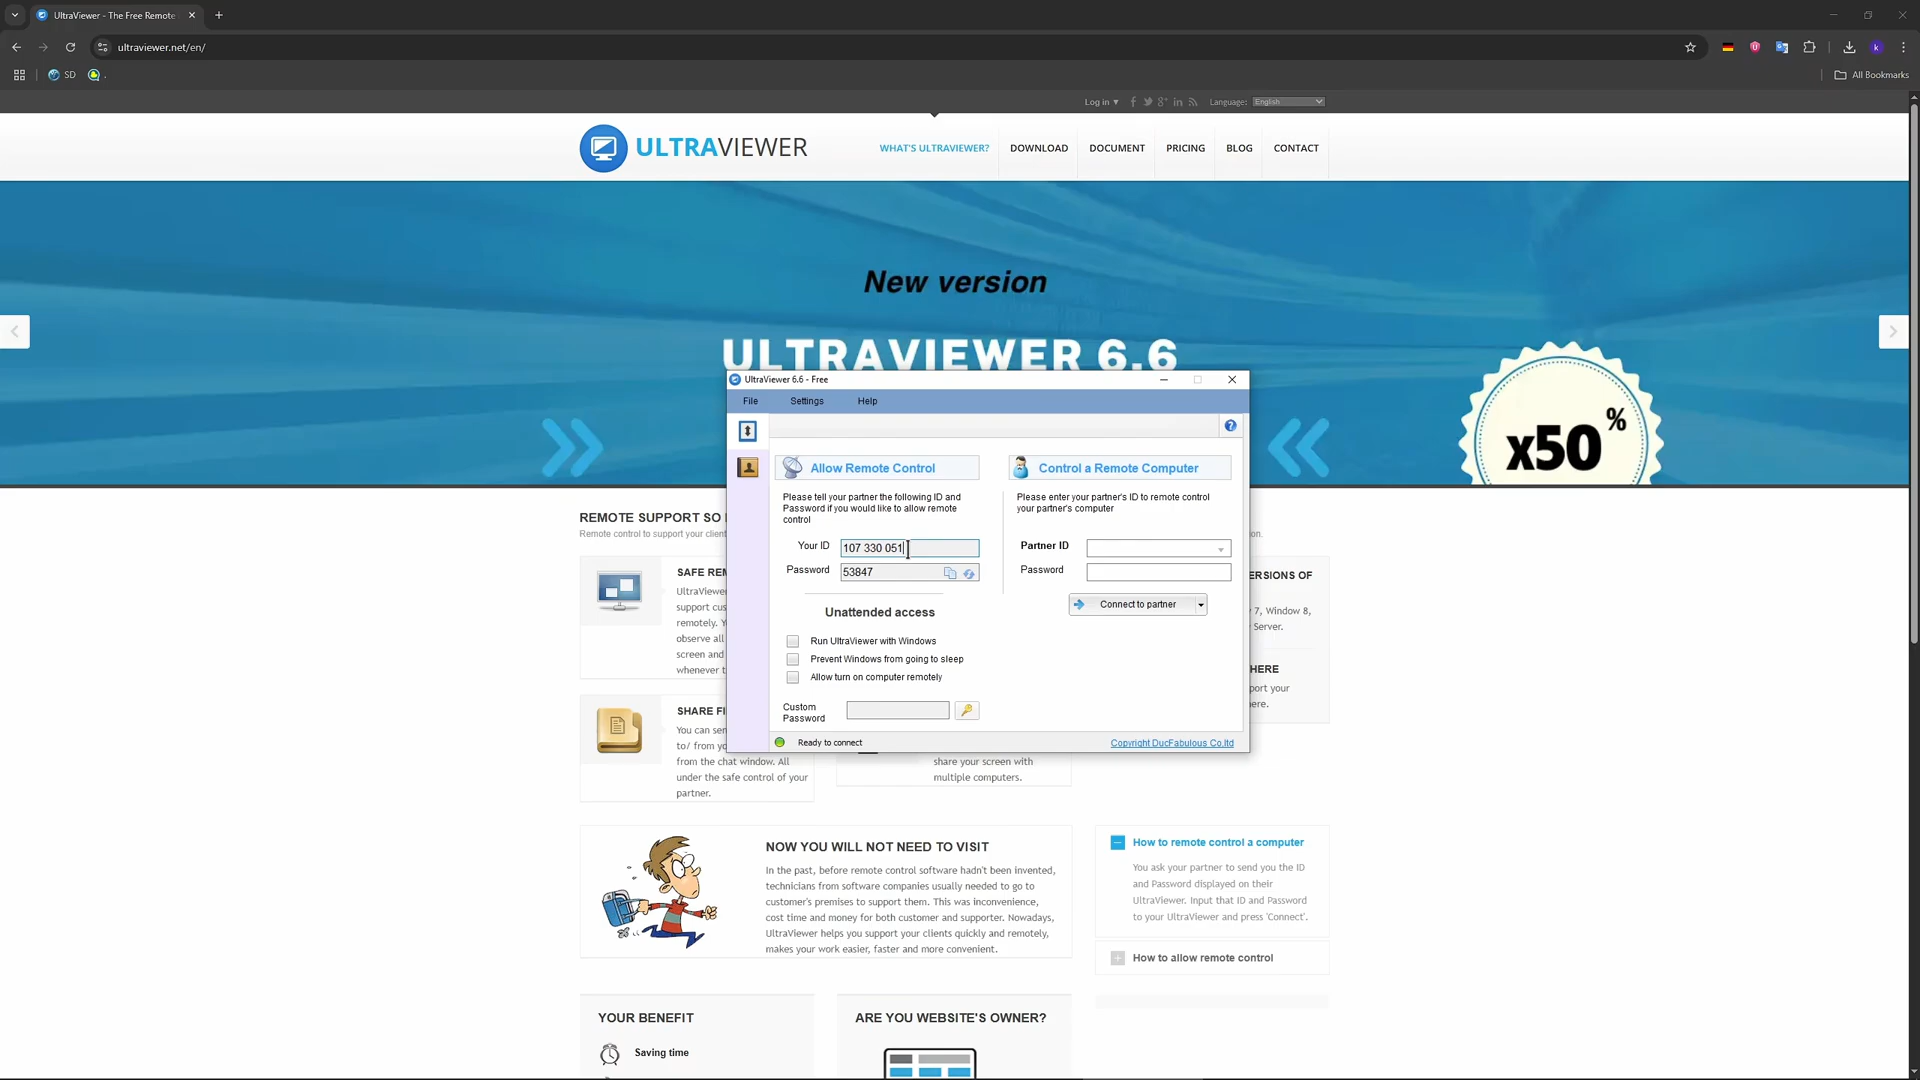 UltraViewer - The Free Remote
ultraviewer.net/en/
k
SD
.
All Bookmarks
Log in
Language: English
ULTRAVIEWER
WHAT'S ULTRAVIEWER?
DOWNLOAD
DOCUMENT
PRICING
BLOG
CONTACT
New version
ULTRAVIEWER 6.6
x50%
UltraViewer 6.6 - Free
File
Settings
Help
Allow Remote Control
Please tell your partner the following ID and
Password if you would like to allow remote
control
Your ID 107 330 051
Password 53847
Unattended access
Run UltraViewer with Windows
Prevent Windows from going to sleep
Allow turn on computer remotely
Custom
Password
Ready to connect
Control a Remote Computer
Please enter your partner's ID to remote control
your partner's computer
Partner ID
Password
Connect to partner
Copyright DucFabulous Co.ltd
REMOTE SUPPORT SO
Remote control to support your clien
ion.
SAFE REM
UltraViewer
support cus
remotely. Y
observe all
screen and
whenever t
ERSIONS OF
7, Window 8,
Server.
HERE
port your
here.
SHARE FI
You can sen
to/ from yo
from the chat window. All
under the safe control of your
partner.
share your screen with
multiple computers.
NOW YOU WILL NOT NEED TO VISIT
In the past, before remote control software hadn't been invented,
technicians from software companies usually needed to go to
customer's premises to support them. This was inconvenience,
cost time and money for both customer and supporter. Nowadays,
UltraViewer helps you support your clients quickly and remotely,
makes your work easier, faster and more convenient.
How to remote control a computer
You ask your partner to send you the ID
and Password displayed on their
UltraViewer. Input that ID and Password
to your UltraViewer and press 'Connect'.
How to allow remote control
YOUR BENEFIT
Saving time
ARE YOU WEBSITE'S OWNER?